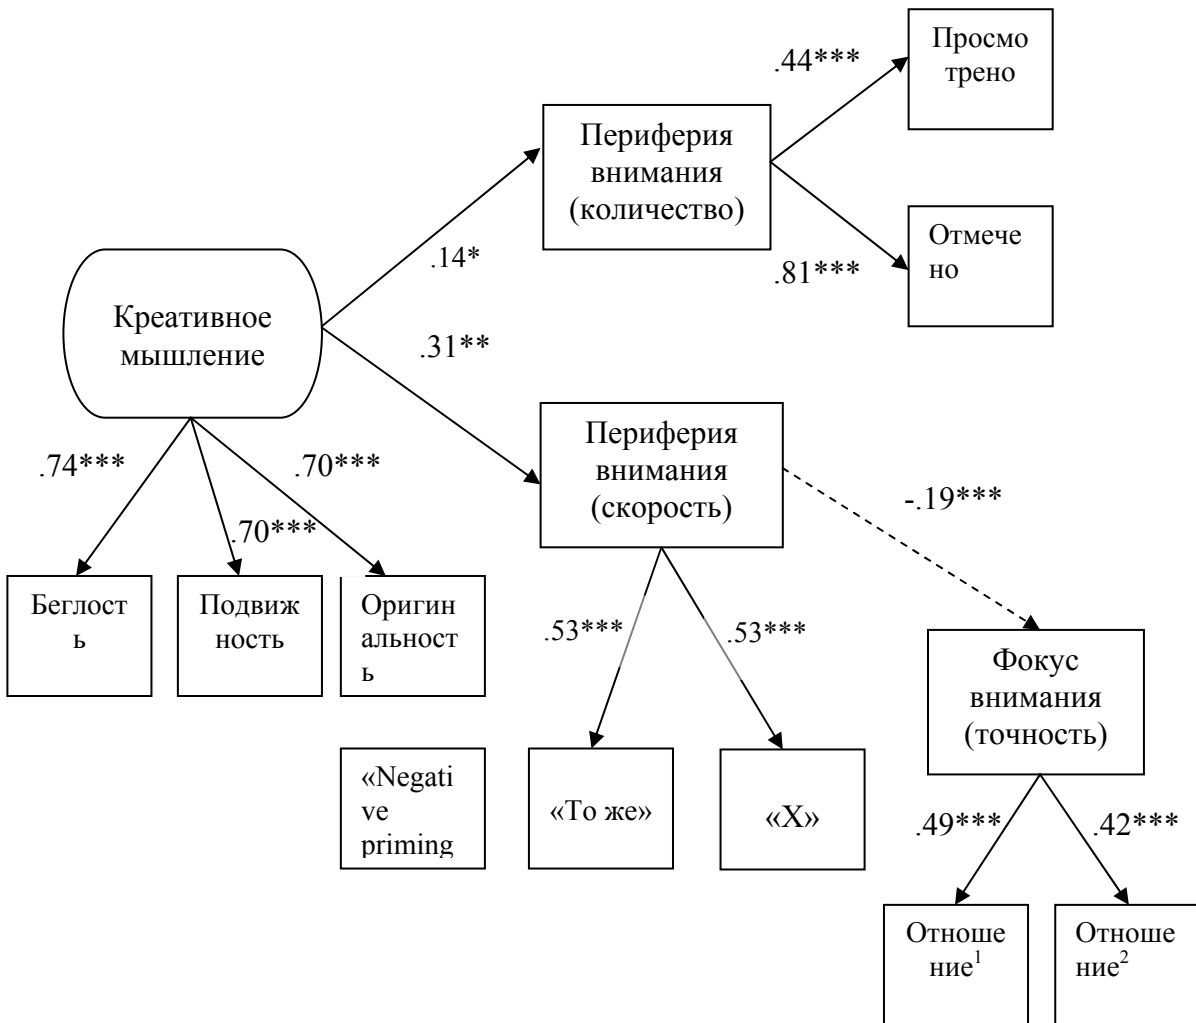 Просмо
трено
.44***
Периферия
внимания
(количество)
Отмече
но
.81***
.14*
Креативное
мышление
.31**
Периферия
внимания
(скорость)
.74***
.70***
.70***
-.19***
Беглост
ь
Подвиж
ность
Оригин
альност
ь
.53***
.53***
Фокус
внимания
(точность)
«Negati
ve
priming
«То же»
«Х»
.49***
.42***
Отноше
ние¹
Отноше
ние²